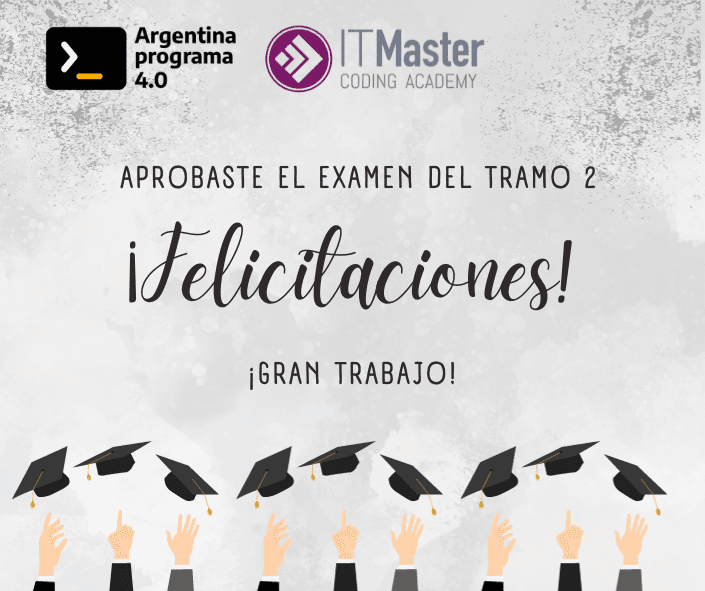 Argentina
programa
4.0
ITMaster
CODING ACADEMY
APROBASTE EL EXAMEN DEL TRAMO 2
¡Felicitaciones!
¡GRAN TRABAJO!